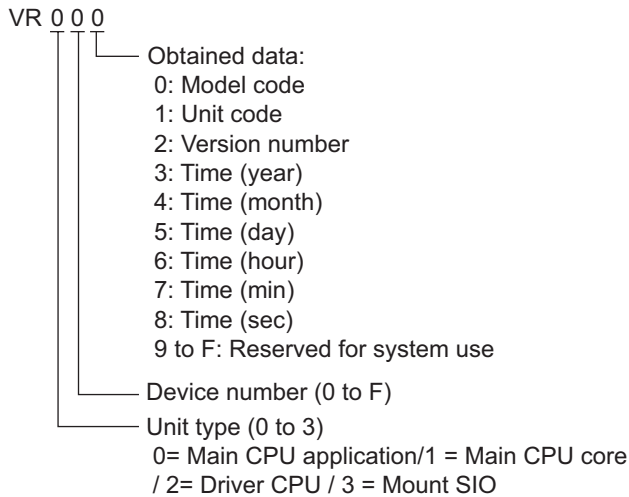 VR 0 0 0
Obtained data:
0: Model code
1: Unit code
2: Version number
3: Time (year)
4: Time (month)
5: Time (day)
6: Time (hour)
7: Time (min)
8: Time (sec)
9 to F: Reserved for system use
Device number (0 to F)
Unit type (0 to 3)
0= Main CPU application/1 = Main CPU core
/ 2= Driver CPU / 3 = Mount SIO